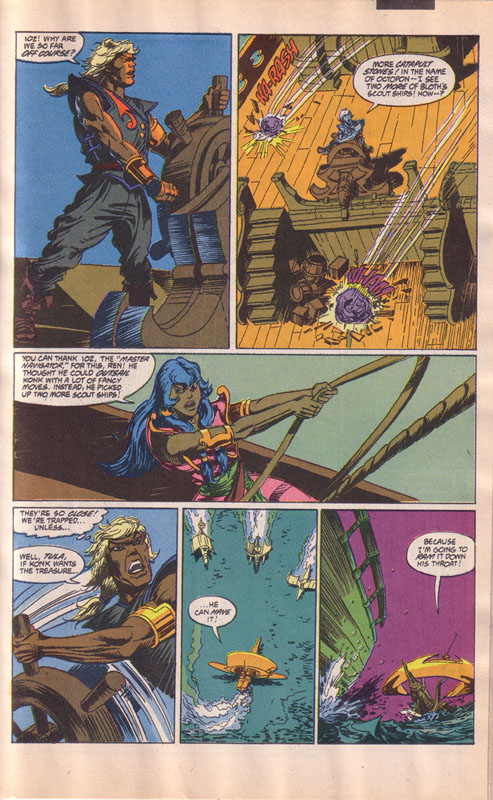 IOZ! WHY ARE
WE SO FAR
OFF COURSE?
KA-RASH
MORE CATAPULT
STONES! IN THE NAME
OF OCTOPON-- I SEE
TWO MORE OF BLOTH'S
SCOUT SHIPS! HOW--?
WHAM
YOU CAN THANK IOZ, THE "MASTER
NAVIGATOR," FOR THIS, REN! HE
THOUGHT HE COULD OUTSAIL
KONK WITH A LOT OF FANCY
MOVES. INSTEAD, HE PICKED
UP TWO MORE SCOUT SHIPS!
THEY'RE SO CLOSE!
WE'RE TRAPPED...
UNLESS...
WELL, TULA,
IF KONK WANTS
THE TREASURE...
...HE
CAN HAVE
IT!
BECAUSE
I'M GOING TO
RAM IT DOWN
HIS THROAT!